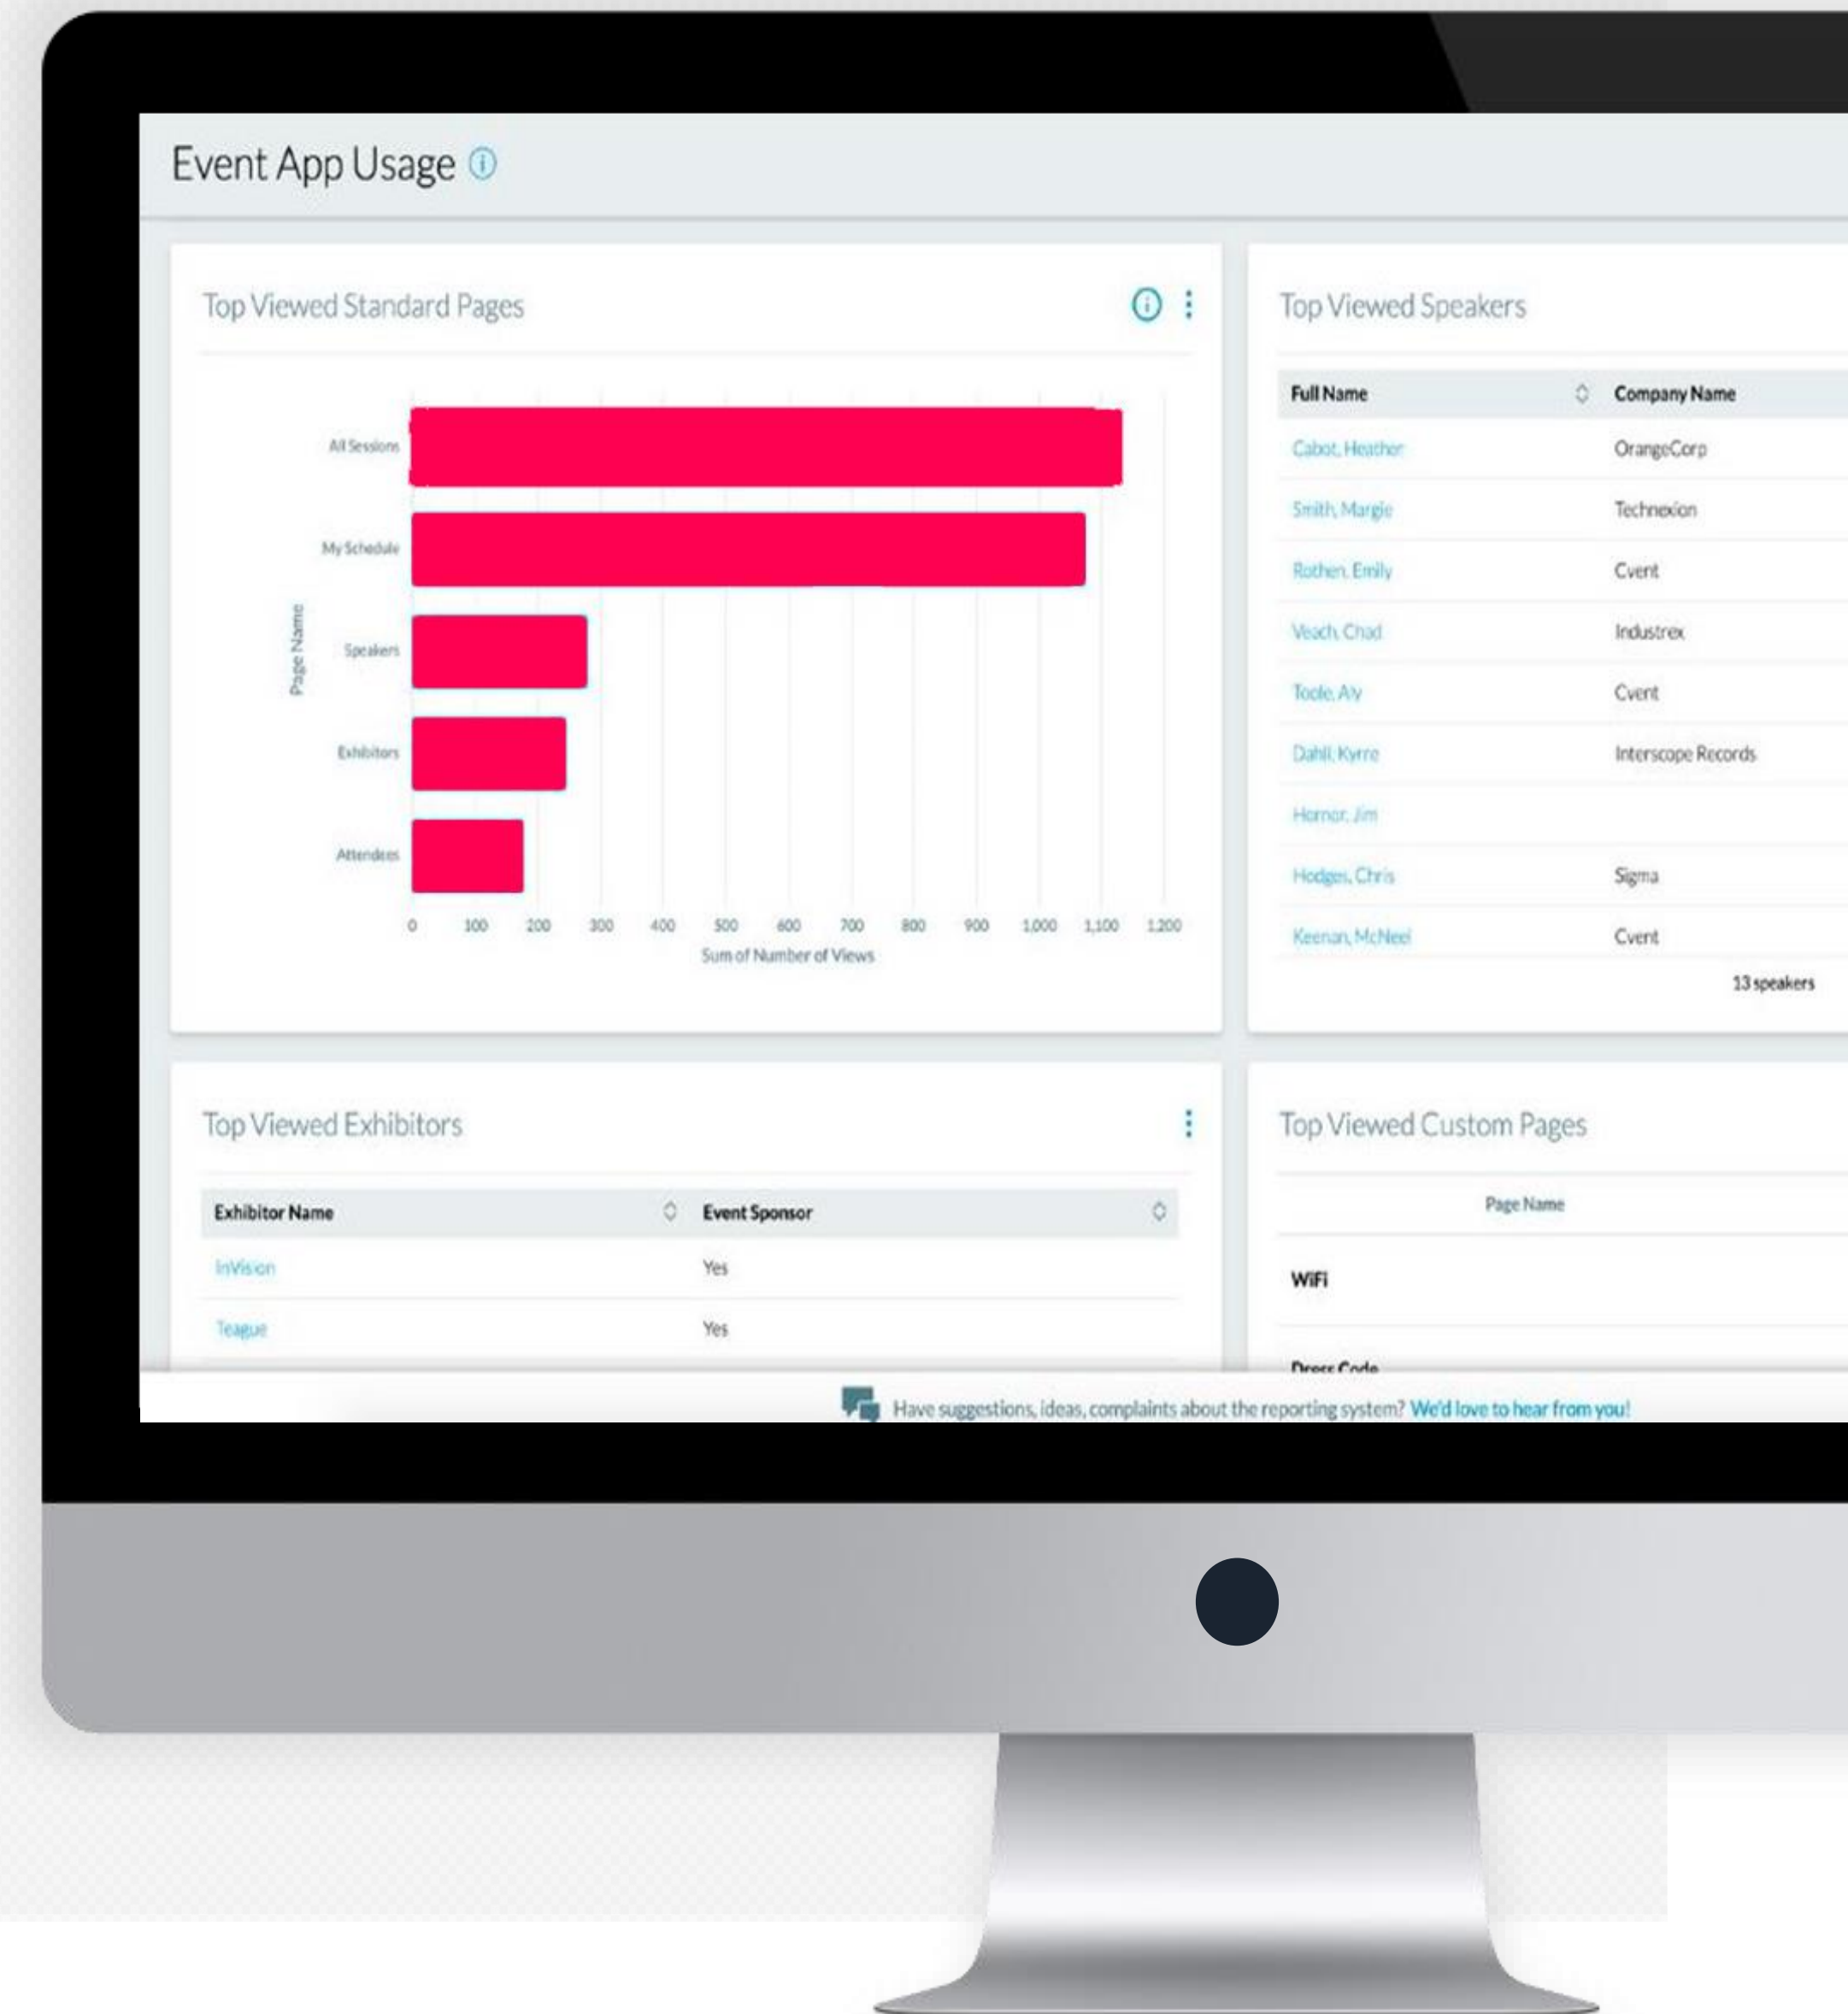 Event App Usage
Top Viewed Standard Pages
Page Name
All Sessions
My Schedule
Speakers
Exhibitors
Attendees
0 100 200 300 400 500 600 700 800 900 1,000 1,100 1,200
Sum of Number of Views
Top Viewed Speakers
Full Name Company Name
Cabot, Heather OrangeCorp
Smith, Margie Technexion
Rothen, Emily Cvent
Veach, Chad Industrex
Toole, Aly Cvent
Dahll, Kyrre Interscope Records
Hornor, Jim
Hodges, Chris Sigma
Keenan, McNeel Cvent
13 speakers
Top Viewed Exhibitors
Exhibitor Name Event Sponsor
InVision Yes
Teague Yes
Top Viewed Custom Pages
Page Name
WiFi
Dress Code
Have suggestions, ideas, complaints about the reporting system? We'd love to hear from you!